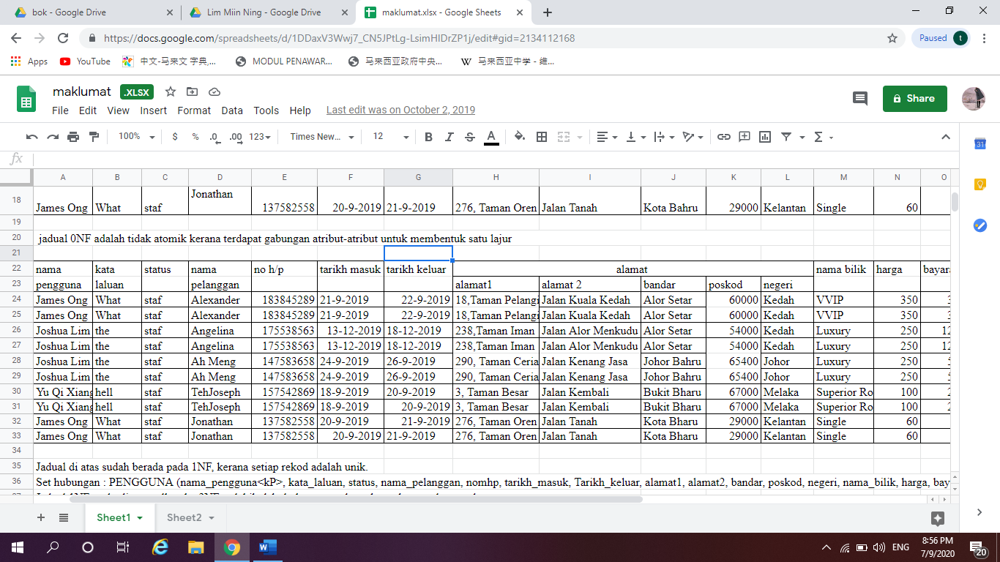 bok - Google Drive
Lim Miin Ning - Google Drive
maklumat.xlsx - Google Sheets
https://docs.google.com/spreadsheets/d/1DDaxV3Wwj7_CN5JPtLg-LsimHIDrZP1j/edit#gid=2134112168
Paused t
Apps YouTube 中文-马来文 字典,... MODUL PENAWAR... 马来西亚政府中央... W 马来西亚中学 - 维...
maklumat .XLSX
Share
File Edit View Insert Format Data Tools Help Last edit was on October 2, 2019
100% $ % .0 .00 123 Times New... 12 B I S A Σ
31
fx
A B C D E F G H I J K L M N O
18 James Ong What staf Jonathan 137582558 20-9-2019 21-9-2019 276, Taman Oren Jalan Tanah Kota Bahru 29000 Kelantan Single 60
19
20 jadual 0NF adalah tidak atomik kerana terdapat gabungan atribut-atribut untuk membentuk satu lajur
21
22 nama kata status nama no h/p tarikh masuk tarikh keluar alamat nama bilik harga
23 pengguna laluan pelanggan alamat1 alamat 2 bandar poskod negeri
24 James Ong What staf Alexander 183845289 21-9-2019 22-9-2019 18,Taman Pelangi Jalan Kuala Kedah Alor Setar 60000 Kedah VVIP 350
25 James Ong What staf Alexander 183845289 21-9-2019 22-9-2019 18,Taman Pelangi Jalan Kuala Kedah Alor Setar 60000 Kedah VVIP 350
26 Joshua Lim the staf Angelina 175538563 13-12-2019 18-12-2019 238,Taman Iman Jalan Alor Menkudu Alor Setar 54000 Kedah Luxury 250
27 Joshua Lim the staf Angelina 175538563 13-12-2019 18-12-2019 238,Taman Iman Jalan Alor Menkudu Alor Setar 54000 Kedah Luxury 250
28 Joshua Lim the staf Ah Meng 147583658 24-9-2019 26-9-2019 290, Taman Ceria Jalan Kenang Jasa Johor Bahru 65400 Johor Luxury 250
29 Joshua Lim the staf Ah Meng 147583658 24-9-2019 26-9-2019 290, Taman Ceria Jalan Kenang Jasa Johor Bahru 65400 Johor Luxury 250
30 Yu Qi Xiang hell staf TehJoseph 157542869 18-9-2019 20-9-2019 3, Taman Besar Jalan Kembali Bukit Bharu 67000 Melaka Superior Ro 100
31 Yu Qi Xiang hell staf TehJoseph 157542869 18-9-2019 20-9-2019 3, Taman Besar Jalan Kembali Bukit Bharu 67000 Melaka Superior Ro 100
32 James Ong What staf Jonathan 137582558 20-9-2019 21-9-2019 276, Taman Oren Jalan Tanah Kota Bharu 29000 Kelantan Single 60
33 James Ong What staf Jonathan 137582558 20-9-2019 21-9-2019 276, Taman Oren Jalan Tanah Kota Bharu 29000 Kelantan Single 60
34
35 Jadual di atas sudah berada pada 1NF, kerana setiap rekod adalah unik.
36 Set hubungan : PENGGUNA (nama_pengguna<kP>, kata_laluan, status, nama_pelanggan, nomhp, tarikh_masuk, Tarikh_keluar, alamat1, alamat2, bandar, poskod, negeri, nama_bilik, harga, bay
Sheet1 Sheet2
ENG
8:56 PM
7/9/2020
20